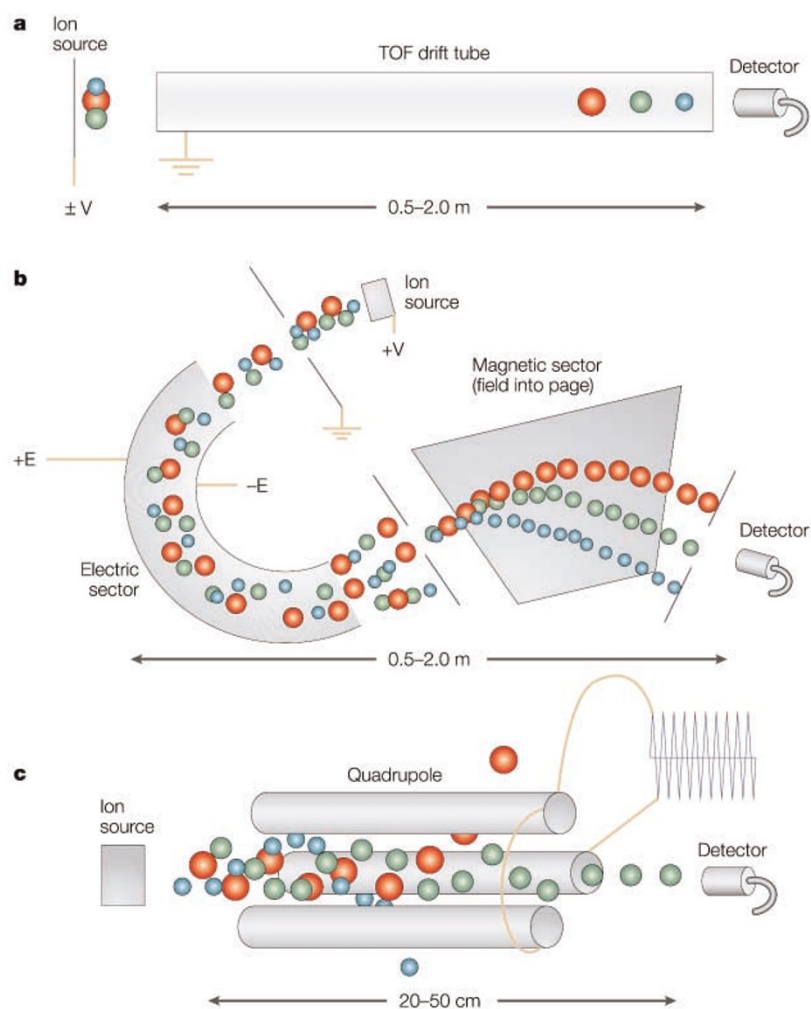 a
Ion
source
TOF drift tube
Detector
± V
0.5–2.0 m
b
Ion
source
+V
Magnetic sector
(field into page)
+E
–E
Electric
sector
Detector
0.5–2.0 m
c
Quadrupole
Ion
source
Detector
20–50 cm